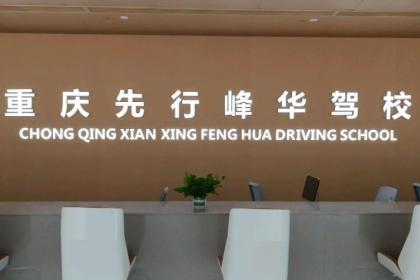 重庆先行峰华驾校
CHONG QING XIAN XING FENG HUA DRIVING SCHOOL